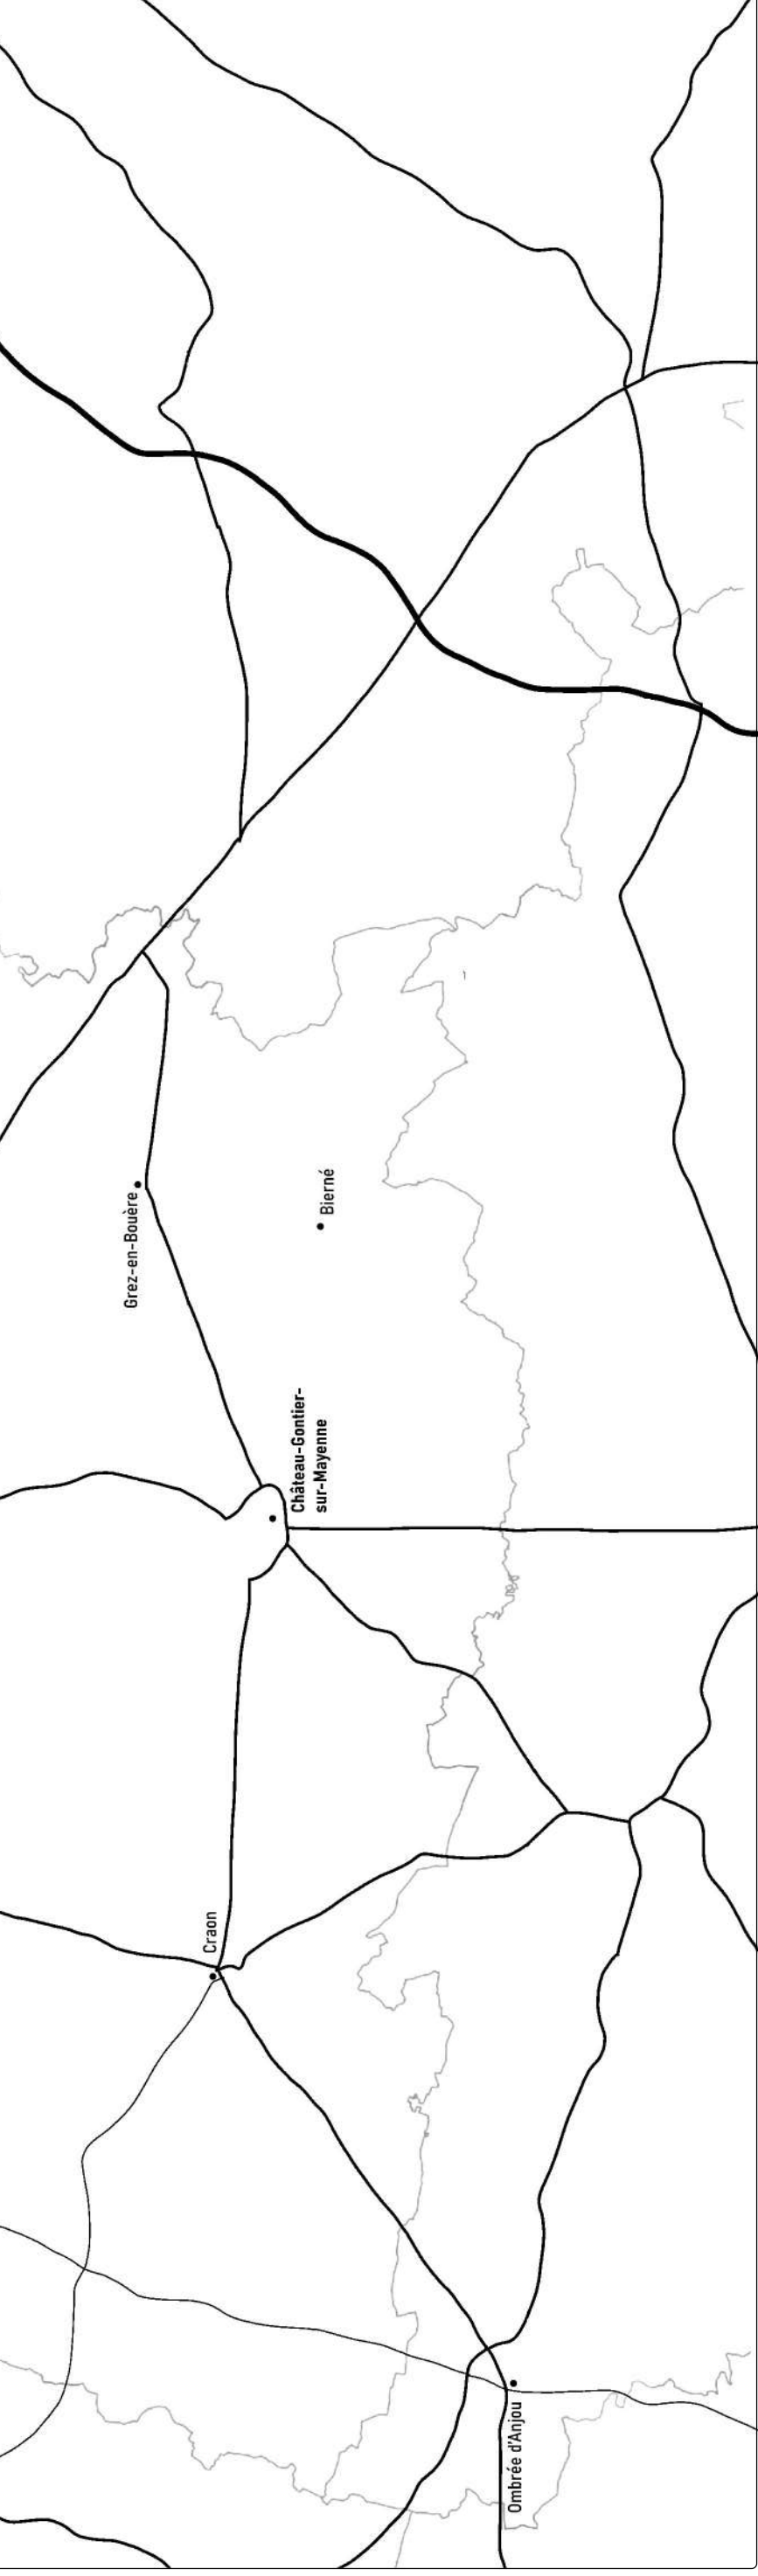 Grez-en-Bouère
Bierné
Château-Gontier-
sur-Mayenne
Craon
Ombrée d'Anjou